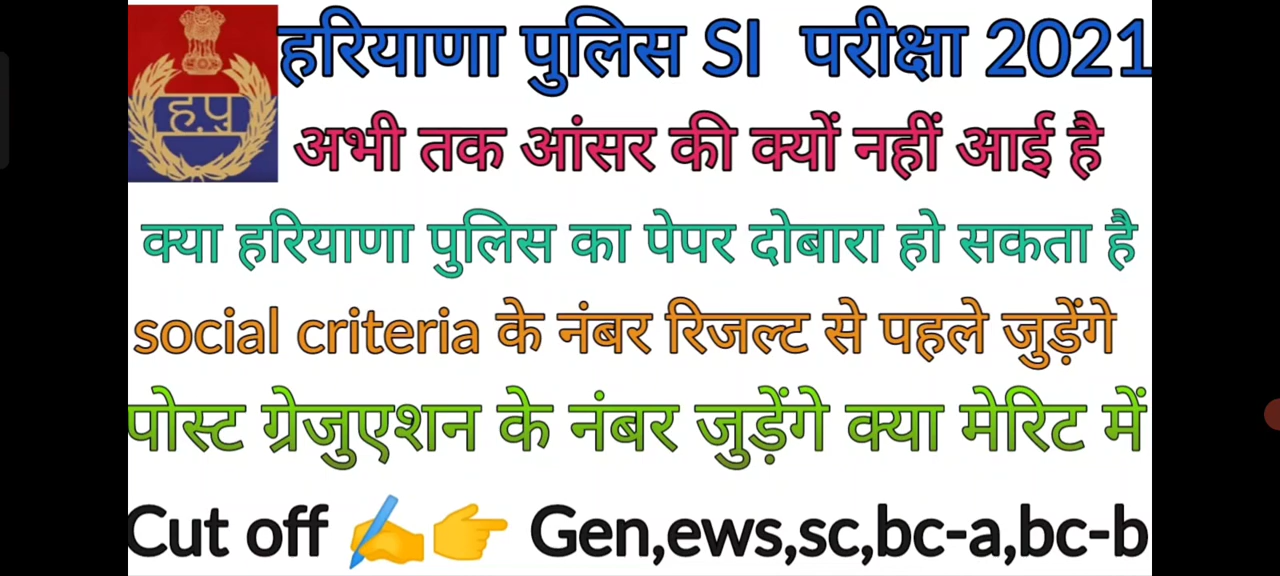 हरियाणा पुलिस SI परीक्षा 2021
ह.पु
अभी तक आंसर की क्यों नहीं आई है
क्या हरियाणा पुलिस का पेपर दोबारा हो सकता है
social criteria के नंबर रिजल्ट से पहले जुड़ेंगे
पोस्ट ग्रेजुएशन के नंबर जुड़ेंगे क्या मेरिट में
Cut off ✍️👉 Gen,ews,sc,bc-a,bc-b